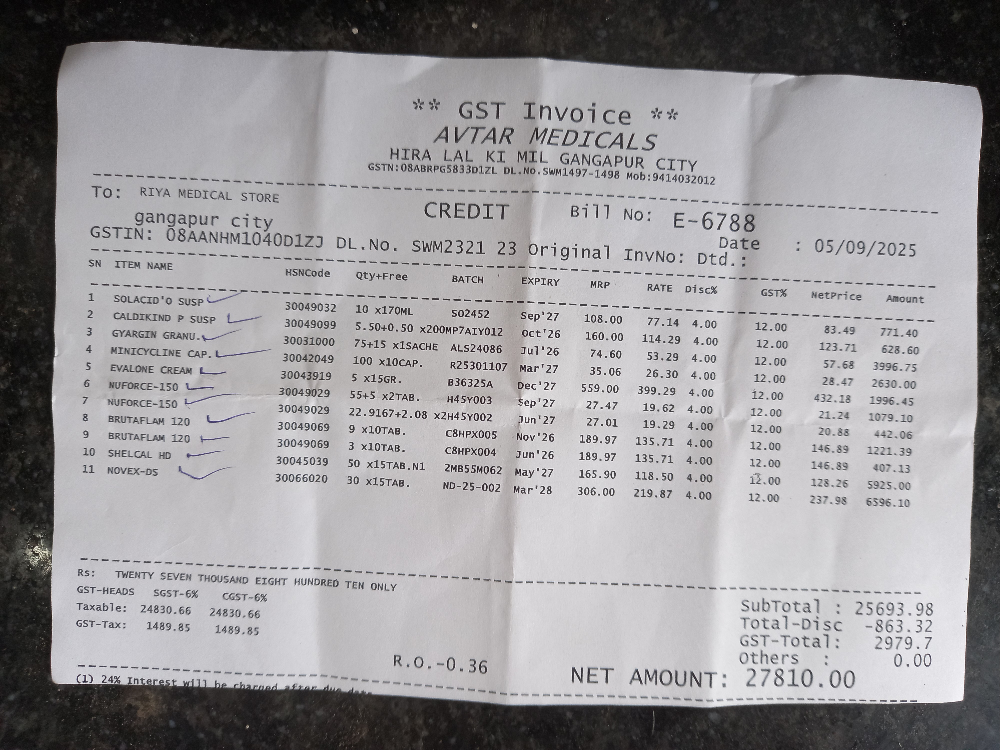 ** GST Invoice **
AVTAR MEDICALS
HIRA LAL KI MIL GANGAPUR CITY
GSTN:08ABRPG5833D1ZL DL.No.SWM1497-1498 Mob:9414032012
To: RIYA MEDICAL STORE
gangapur city CREDIT Bill No: E-6788
GSTIN: 08AANHM1040D1ZJ DL.No. SWM2321 23 Original InvNo: Dtd.: Date : 05/09/2025
SN ITEM NAME HSNCode Qty+Free BATCH EXPIRY MRP RATE Disc% GST% NetPrice Amount
1 SOLACID'O SUSP 30049032 10 x170ML SO2452 Sep'27 108.00 77.14 4.00 12.00 83.49 771.40
2 CALDIKIND P SUSP 30049099 5.50+0.50 x200MP7AIY012 Oct'26 160.00 114.29 4.00 12.00 123.71 628.60
3 GYARGIN GRANU. 30031000 75+15 x1SACHE ALS24086 Jul'26 74.60 53.29 4.00 12.00 57.68 3996.75
4 MINICYCLINE CAP. 30042049 100 x10CAP. R25301107 Mar'27 35.06 26.30 4.00 12.00 28.47 2630.00
5 EVALONE CREAM 30043919 5 x15GR. B36325A Dec'27 559.00 399.29 4.00 12.00 432.18 1996.45
6 NUFORCE-150 30049029 55+5 x2TAB. H45Y003 Sep'27 27.47 19.62 4.00 12.00 21.24 1079.10
7 NUFORCE-150 30049029 22.9167+2.08 x2H45Y002 Jun'27 27.01 19.29 4.00 12.00 20.88 442.06
8 BRUTAFLAM 120 30049069 9 x10TAB. C8HPX005 Nov'26 189.97 135.71 4.00 12.00 146.89 1221.39
9 BRUTAFLAM 120 30049069 3 x10TAB. C8HPX004 Jun'26 189.97 135.71 4.00 12.00 146.89 407.13
10 SHELCAL HD 30045039 50 x15TAB.N1 2MB55M062 May'27 165.90 118.50 4.00 12.00 128.26 5925.00
11 NOVEX-DS 30066020 30 x15TAB. ND-25-002 Mar'28 306.00 219.87 4.00 12.00 237.98 6596.10
Rs: TWENTY SEVEN THOUSAND EIGHT HUNDRED TEN ONLY
GST-HEADS SGST-6% CGST-6%
Taxable: 24830.66 24830.66
GST-Tax: 1489.85 1489.85
SubTotal : 25693.98
Total-Disc -863.32
GST-Total: 2979.7
Others : 0.00
R.O.-0.36 NET AMOUNT: 27810.00
(1) 24% Interest will be charged after due date